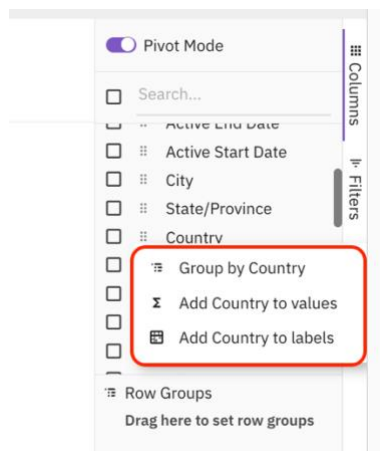 Pivot Mode
Search...
Active End Date
Active Start Date
City
State/Province
Country
Group by Country
Add Country to values
Add Country to labels
Row Groups
Drag here to set row groups
Columns
Filters